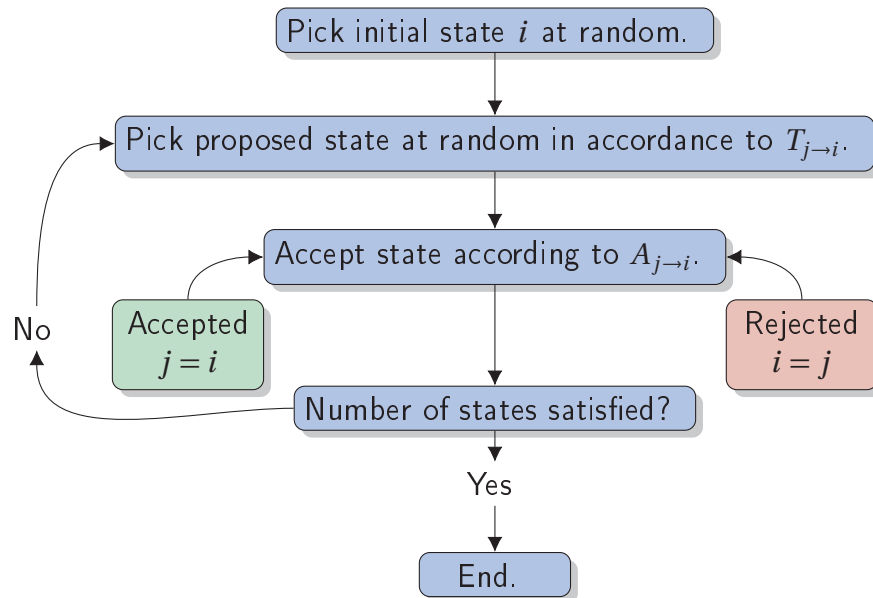 Pick initial state i at random.
Pick proposed state at random in accordance to T_{j→i}.
Accept state according to A_{j→i}.
Accepted
j = i
Rejected
i = j
No
Number of states satisfied?
Yes
End.